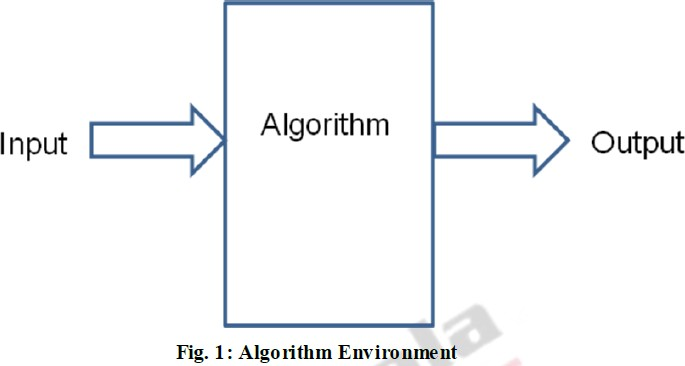 Input
Algorithm
Output
Fig. 1: Algorithm Environment